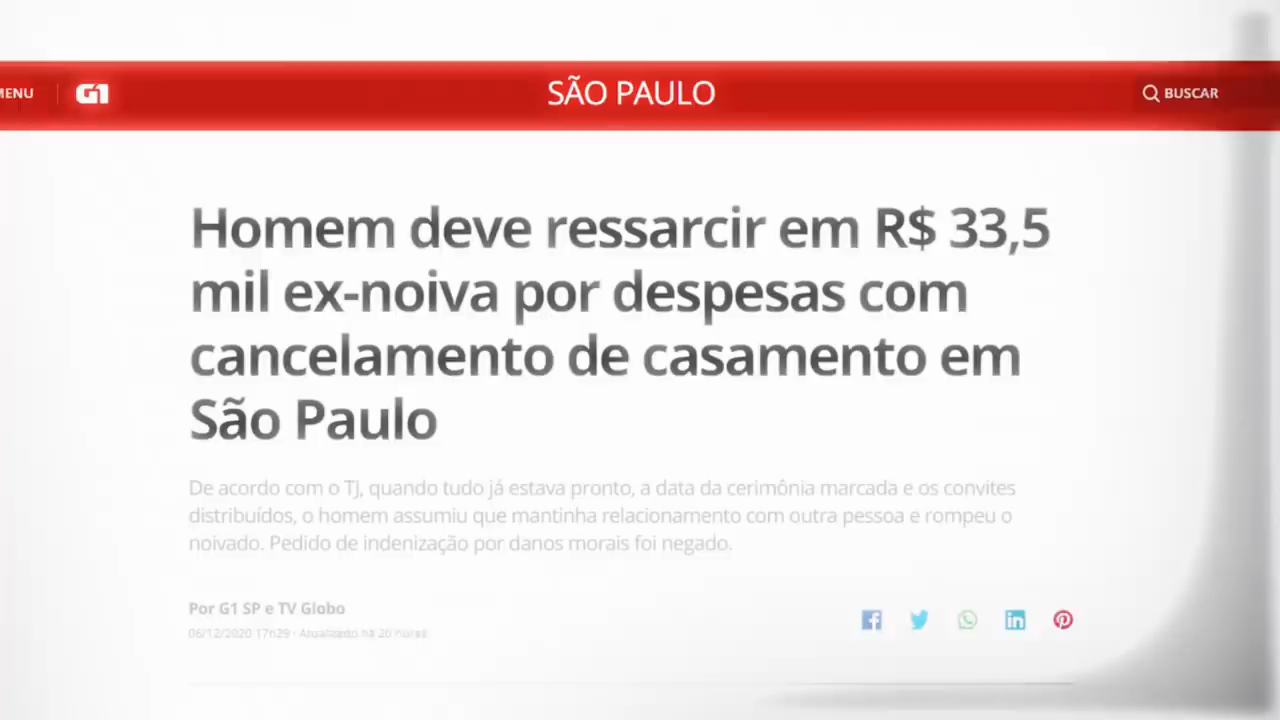 MENU
G1
SÃO PAULO
BUSCAR
Homem deve ressarcir em R$ 33,5
mil ex-noiva por despesas com
cancelamento de casamento em
São Paulo
De acordo com o TJ, quando tudo já estava pronto, a data da cerimônia marcada e os convites
distribuídos, o homem assumiu que mantinha relacionamento com outra pessoa e rompeu o
noivado. Pedido de indenização por danos morais foi negado.
Por G1 SP e TV Globo
06/12/2020 17h29 · Atualizado há 20 horas